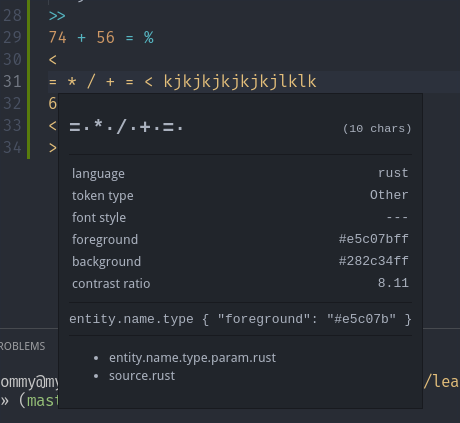 28 >>
29 74 + 56 = %
30 <
31 = * / + = < kjkjkjkjkjkjlklk
32 6
33 <
34 >
=·*·/·+·=· (10 chars)
language rust
token type Other
font style ---
foreground #e5c07bff
background #282c34ff
contrast ratio 8.11
entity.name.type { "foreground": "#e5c07b" }
• entity.name.type.param.rust
• source.rust
ROBLEMS
ommy@my /lea
» (mast